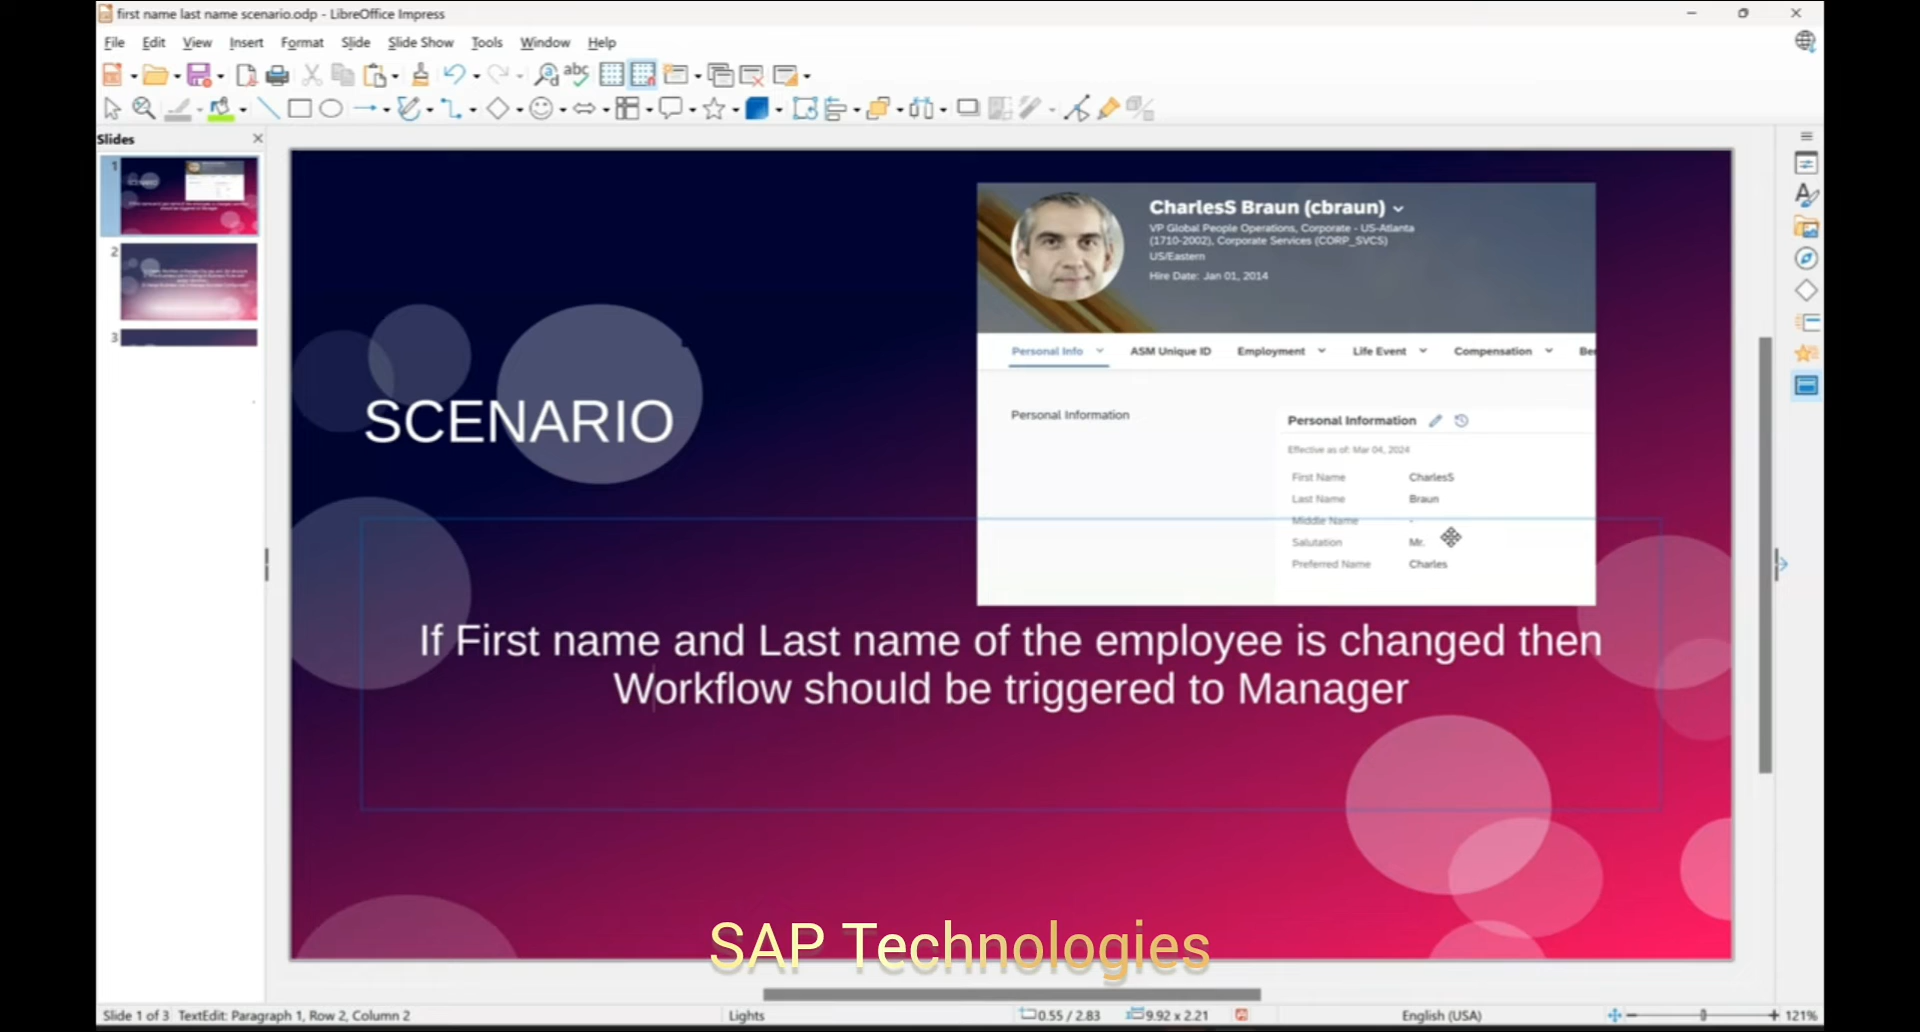 first name last name scenario.odp - LibreOffice Impress
File Edit View Insert Format Slide Slide Show Tools Window Help
Slides
1
2
3
CharlesS Braun (cbraun)
VP Global People Operations, Corporate - US-Atlanta
(1710-2002), Corporate Services (CORP_SVCS)
US/Eastern
Hire Date: Jan 01, 2014
Personal Info ASM Unique ID Employment Life Event Compensation Ber
Personal Information
Personal Information
Effective as of: Mar 04, 2024
First Name CharlesS
Last Name Braun
Middle Name -
Salutation Mr.
Preferred Name Charles
SCENARIO
If First name and Last name of the employee is changed then
Workflow should be triggered to Manager
SAP Technologies
Slide 1 of 3 TextEdit: Paragraph 1, Row 2, Column 2 Lights 0.55 / 2.83 9.92 x 2.21 English (USA) 121%